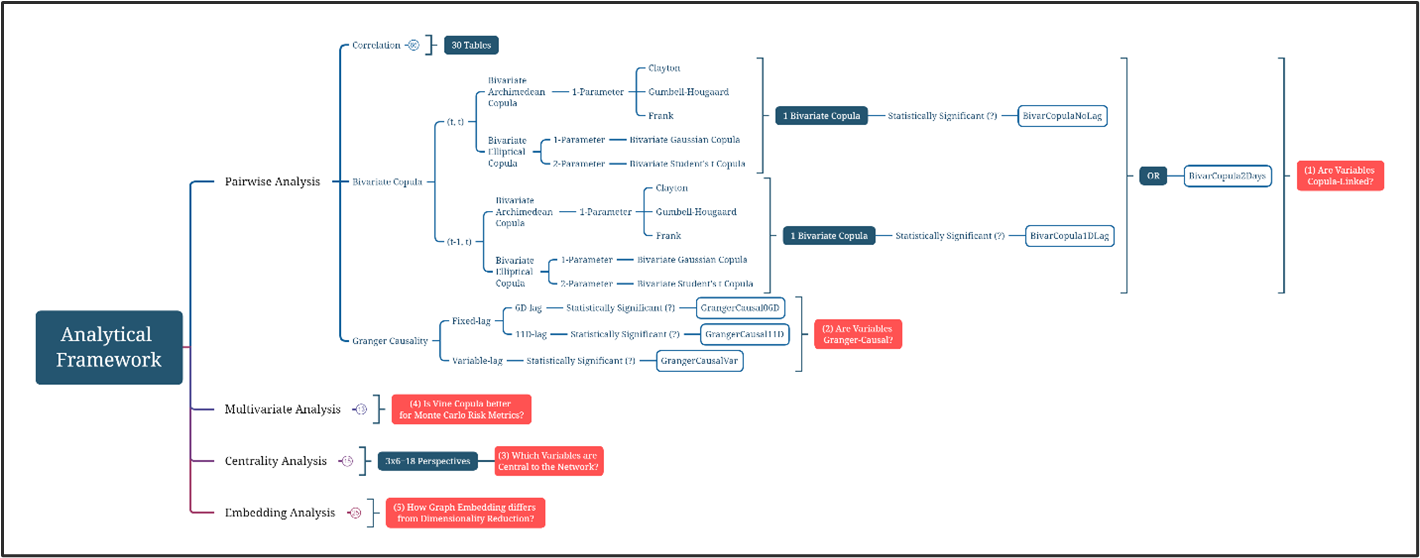 Analytical
Framework
Pairwise Analysis
Correlation
30 Tables
Bivariate Copula
(t, t)
Bivariate
Archimedean
Copula
1-Parameter
Clayton
Gumbell-Hougaard
Frank
Bivariate
Elliptical
Copula
1-Parameter
Bivariate Gaussian Copula
2-Parameter
Bivariate Student's t Copula
1 Bivariate Copula
Statistically Significant (?)
BivarCopulaNoLag
(t-1, t)
Bivariate
Archimedean
Copula
1-Parameter
Clayton
Gumbell-Hougaard
Frank
Bivariate
Elliptical
Copula
1-Parameter
Bivariate Gaussian Copula
2-Parameter
Bivariate Student's t Copula
1 Bivariate Copula
Statistically Significant (?)
BivarCopula1DLag
OR
BivarCopula2Days
(1) Are Variables
Copula-Linked?
Granger Causality
Fixed-lag
6D-lag
Statistically Significant (?)
GrangerCausal06D
11D-lag
Statistically Significant (?)
GrangerCausal11D
Variable-lag
Statistically Significant (?)
GrangerCausalVar
(2) Are Variables
Granger-Causal?
Multivariate Analysis
(4) Is Vine Copula better
for Monte Carlo Risk Metrics?
Centrality Analysis
3x6=18 Perspectives
(3) Which Variables are
Central to the Network?
Embedding Analysis
(5) How Graph Embedding differs
from Dimensionality Reduction?